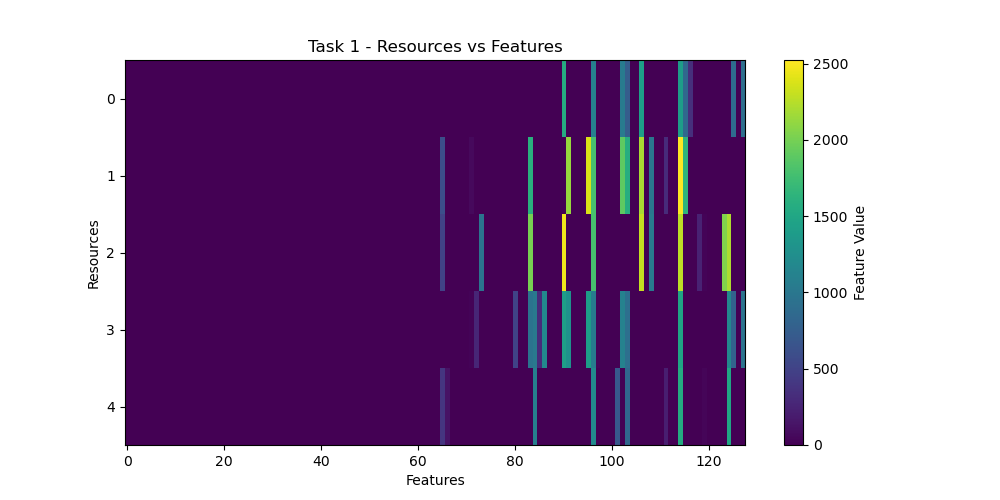 Task 1 - Resources vs Features
Resources
0
1
2
3
4
0 20 40 60 80 100 120
Features
2500
2000
1500
1000
500
0
Feature Value